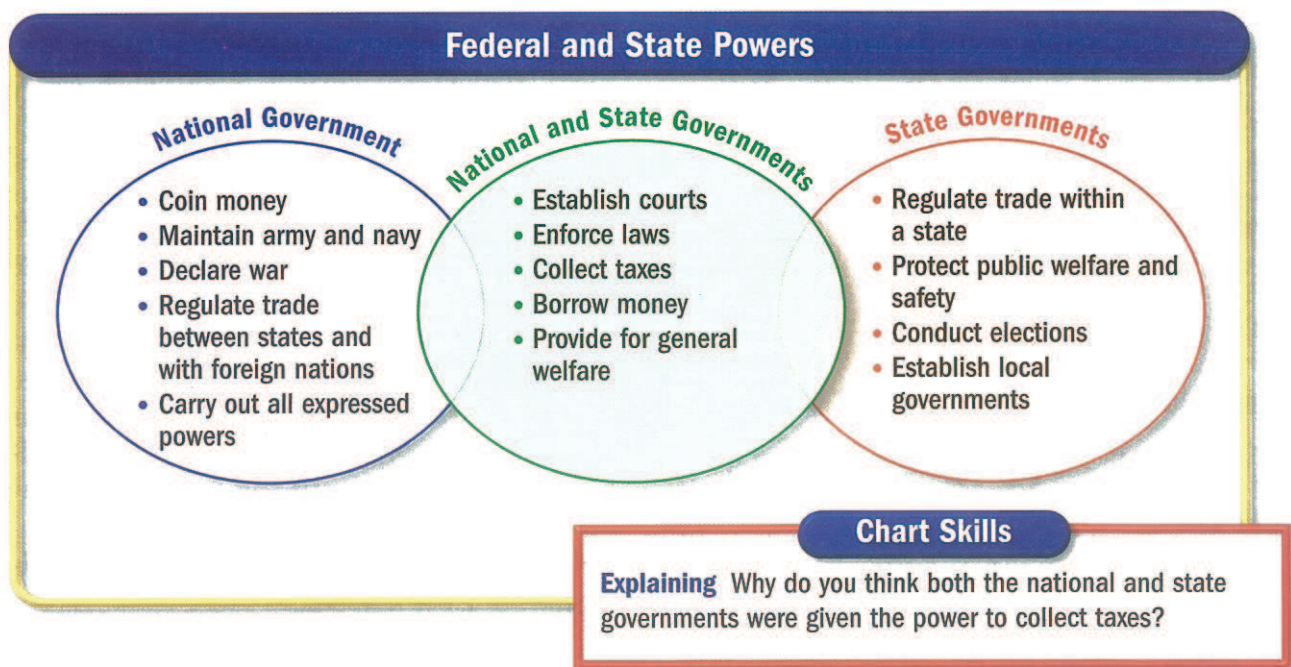 Federal and State Powers
National Government
• Coin money
• Maintain army and navy
• Declare war
• Regulate trade
between states and
with foreign nations
• Carry out all expressed
powers
National and State Governments
• Establish courts
• Enforce laws
• Collect taxes
• Borrow money
• Provide for general
welfare
State Governments
• Regulate trade within
a state
• Protect public welfare and
safety
• Conduct elections
• Establish local
governments
Chart Skills
Explaining Why do you think both the national and state
governments were given the power to collect taxes?